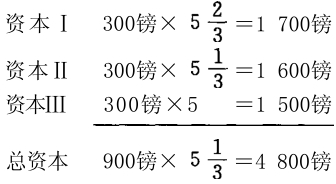 资本Ⅰ 300镑× 5 2/3 =1 700镑
资本Ⅱ 300镑× 5 1/3 =1 600镑
资本Ⅲ 300镑×5 =1 500镑
总资本 900镑× 5 1/3 =4 800镑